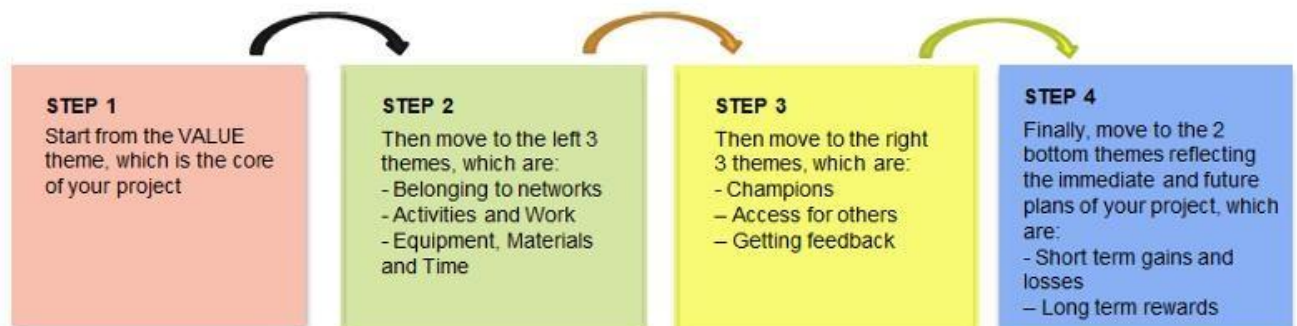 STEP 1
Start from the VALUE
theme, which is the core
of your project
STEP 2
Then move to the left 3
themes, which are:
- Belonging to networks
- Activities and Work
- Equipment, Materials
and Time
STEP 3
Then move to the right
3 themes, which are:
- Champions
– Access for others
– Getting feedback
STEP 4
Finally, move to the 2
bottom themes reflecting
the immediate and future
plans of your project, which
are:
- Short term gains and
losses
– Long term rewards